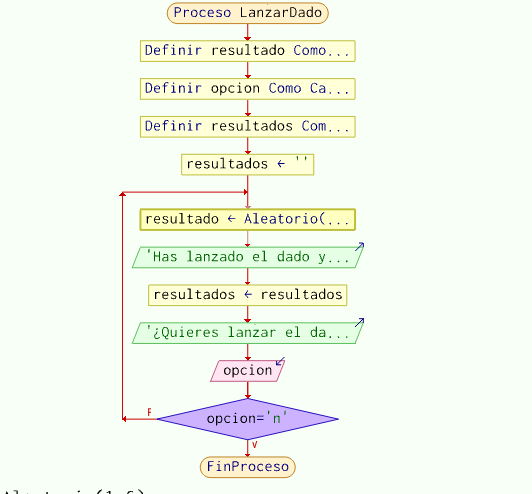 Proceso LanzarDado
Definir resultado Como...
Definir opcion Como Ca...
Definir resultados Com...
resultados ← ''
resultado ← Aleatorio(...
'Has lanzado el dado y...
resultados ← resultados
'¿Quieres lanzar el da...
opcion
opcion='n'
F
V
FinProceso